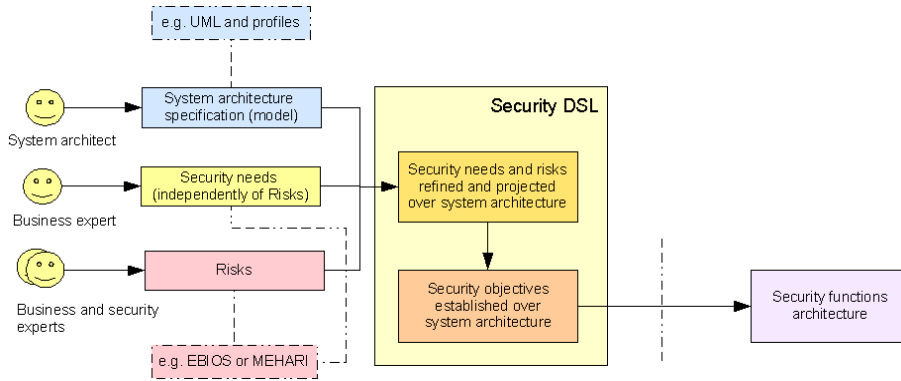 e.g. UML and profiles
System architecture
specification (model)
System architect
Security DSL
Security needs
(independently of Risks)
Business expert
Security needs and risks
refined and projected
over system architecture
Risks
Business and security
experts
Security objectives
established over
system architecture
Security functions
architecture
e.g. EBIOS or MEHARI